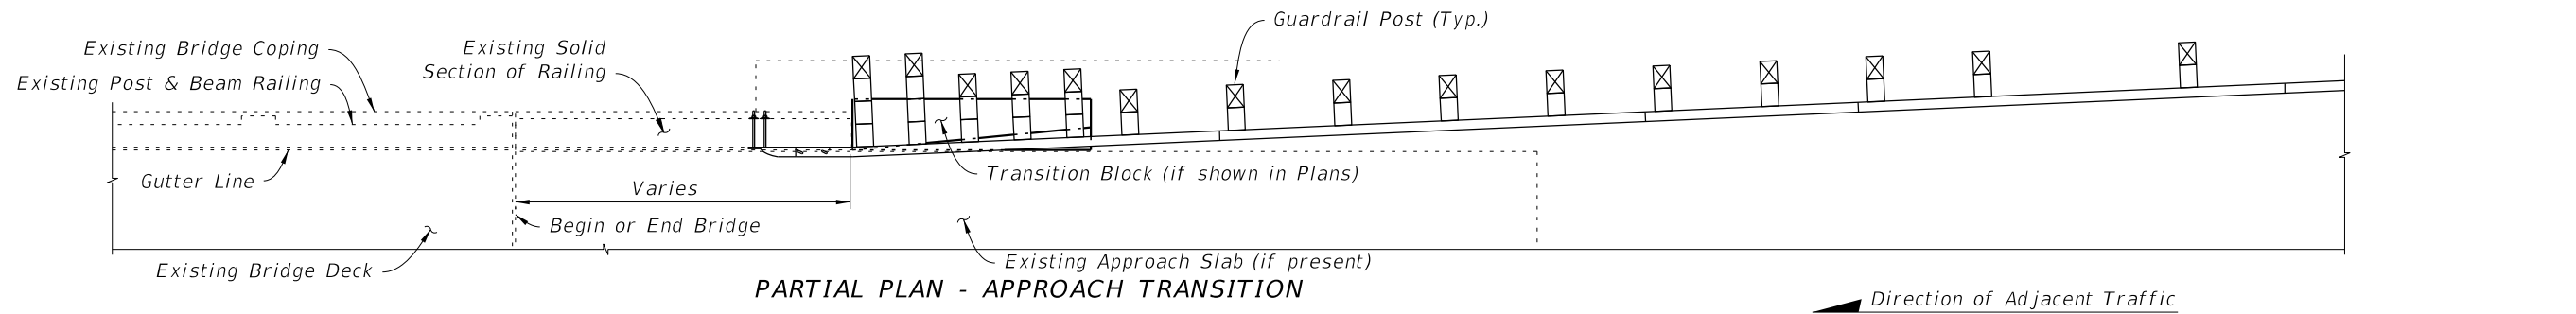 Guardrail Post (Typ.)
Existing Bridge Coping
Existing Solid
Section of Railing
Existing Post & Beam Railing
Gutter Line
Transition Block (if shown in Plans)
Varies
Begin or End Bridge
Existing Bridge Deck
Existing Approach Slab (if present)
PARTIAL PLAN - APPROACH TRANSITION
Direction of Adjacent Traffic